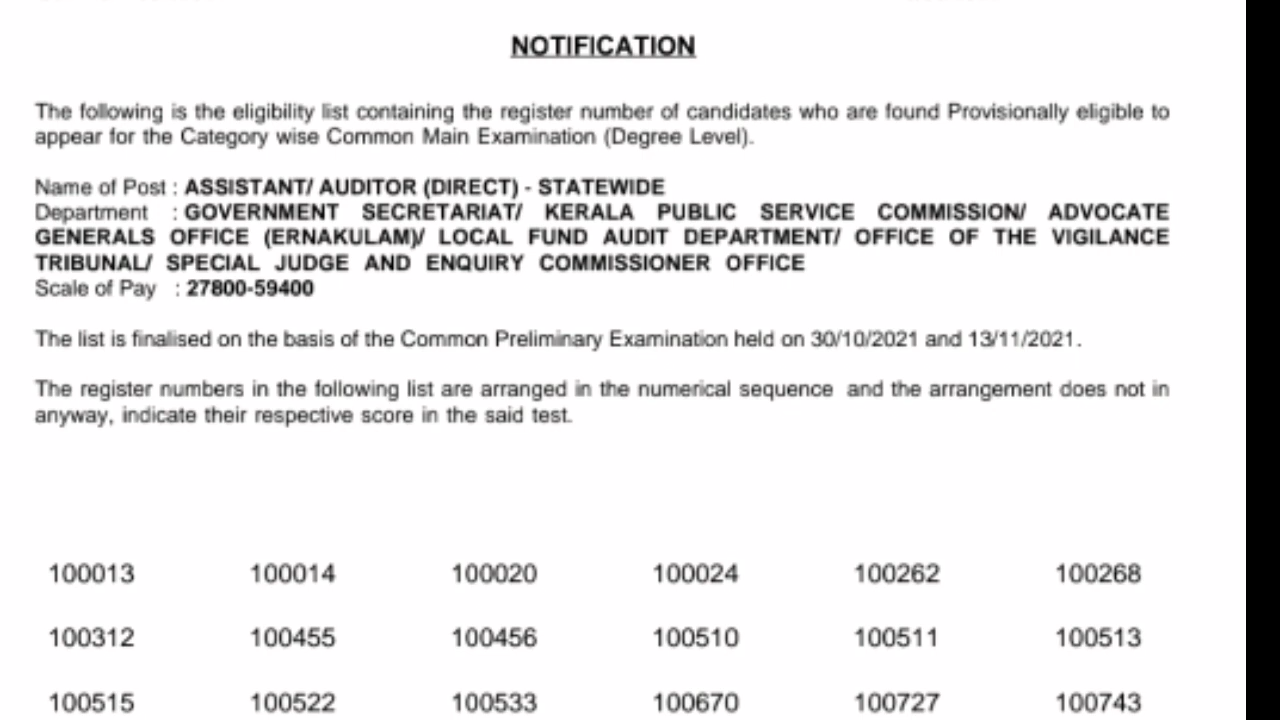 NOTIFICATION
The following is the eligibility list containing the register number of candidates who are found Provisionally eligible to
appear for the Category wise Common Main Examination (Degree Level).
Name of Post : ASSISTANT/ AUDITOR (DIRECT) - STATEWIDE
Department : GOVERNMENT SECRETARIAT/ KERALA PUBLIC SERVICE COMMISSION/ ADVOCATE
GENERALS OFFICE (ERNAKULAM)/ LOCAL FUND AUDIT DEPARTMENT/ OFFICE OF THE VIGILANCE
TRIBUNAL/ SPECIAL JUDGE AND ENQUIRY COMMISSIONER OFFICE
Scale of Pay : 27800-59400
The list is finalised on the basis of the Common Preliminary Examination held on 30/10/2021 and 13/11/2021.
The register numbers in the following list are arranged in the numerical sequence and the arrangement does not in
anyway, indicate their respective score in the said test.
100013 100014 100020 100024 100262 100268
100312 100455 100456 100510 100511 100513
100515 100522 100533 100670 100727 100743